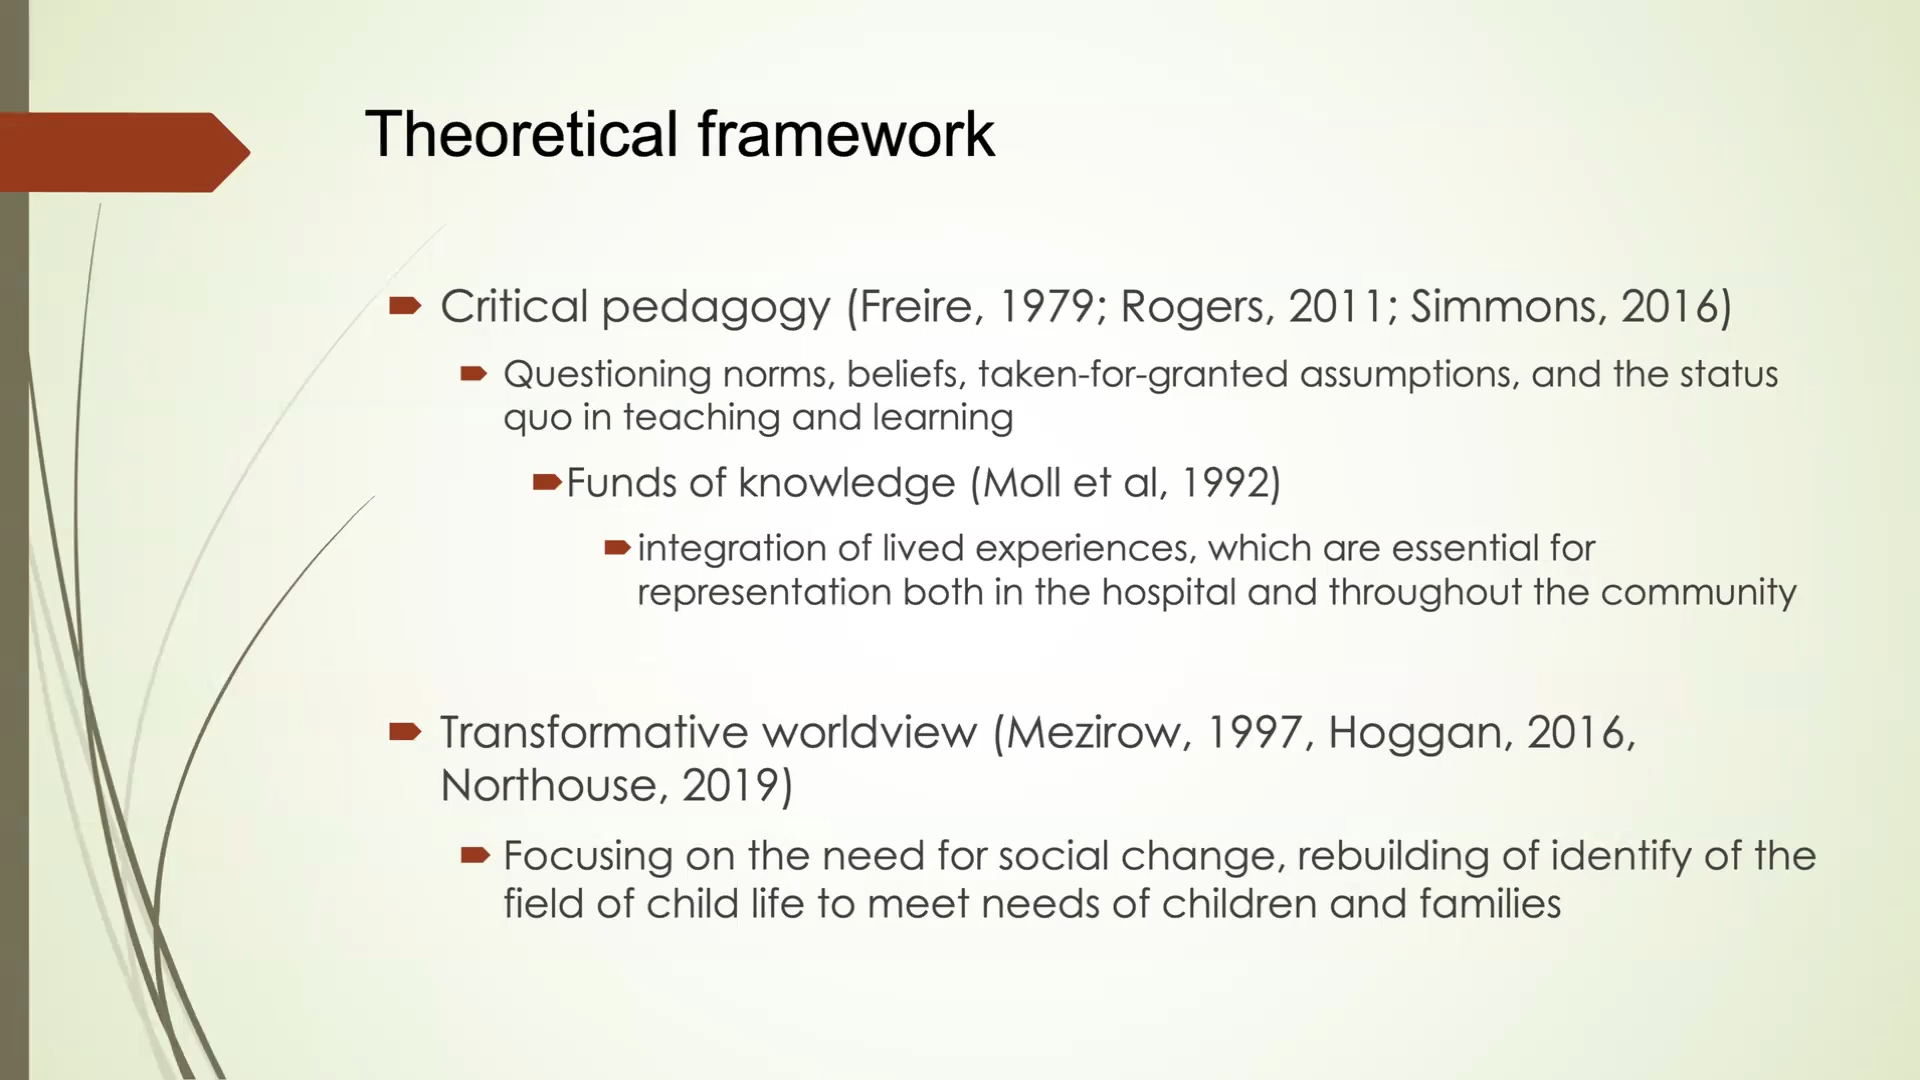 Theoretical framework
Critical pedagogy (Freire, 1979; Rogers, 2011; Simmons, 2016)
Questioning norms, beliefs, taken-for-granted assumptions, and the status
quo in teaching and learning
Funds of knowledge (Moll et al, 1992)
integration of lived experiences, which are essential for
representation both in the hospital and throughout the community
Transformative worldview (Mezirow, 1997, Hoggan, 2016,
Northouse, 2019)
Focusing on the need for social change, rebuilding of identify of the
field of child life to meet needs of children and families